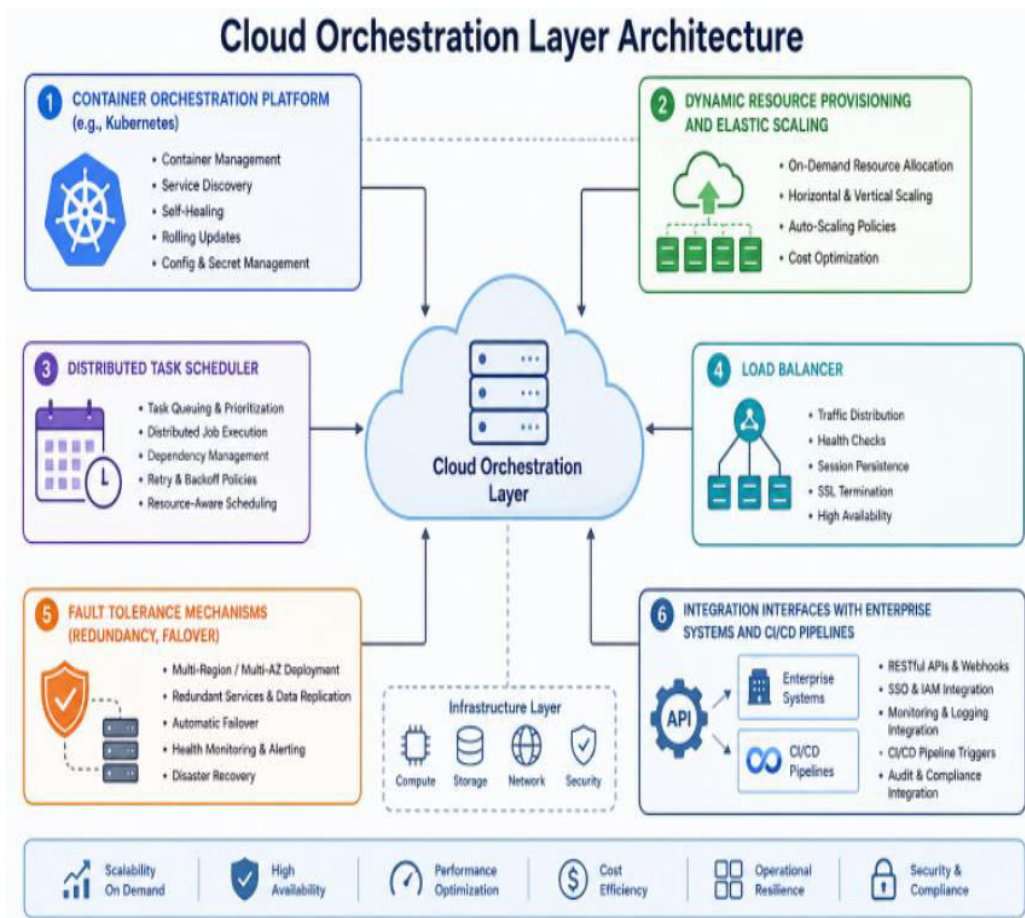 Cloud Orchestration Layer Architecture
1 CONTAINER ORCHESTRATION PLATFORM
(e.g., Kubernetes)
• Container Management
• Service Discovery
• Self-Healing
• Rolling Updates
• Config & Secret Management
2 DYNAMIC RESOURCE PROVISIONING
AND ELASTIC SCALING
• On-Demand Resource Allocation
• Horizontal & Vertical Scaling
• Auto-Scaling Policies
• Cost Optimization
3 DISTRIBUTED TASK SCHEDULER
• Task Queuing & Prioritization
• Distributed Job Execution
• Dependency Management
• Retry & Backoff Policies
• Resource-Aware Scheduling
Cloud Orchestration
Layer
4 LOAD BALANCER
• Traffic Distribution
• Health Checks
• Session Persistence
• SSL Termination
• High Availability
5 FAULT TOLERANCE MECHANISMS
(REDUNDANCY, FALOVER)
• Multi-Region / Multi-AZ Deployment
• Redundant Services & Data Replication
• Automatic Failover
• Health Monitoring & Alerting
• Disaster Recovery
Infrastructure Layer
Compute
Storage
Network
Security
6 INTEGRATION INTERFACES WITH ENTERPRISE
SYSTEMS AND CI/CD PIPELINES
API
Enterprise
Systems
CI/CD
Pipelines
• RESTful APIs & Webhooks
• SSO & IAM Integration
• Monitoring & Logging
Integration
• CI/CD Pipeline Triggers
• Audit & Compliance
Integration
Scalability
On Demand
High
Availability
Performance
Optimization
Cost
Efficiency
Operational
Resilience
Security &
Compliance